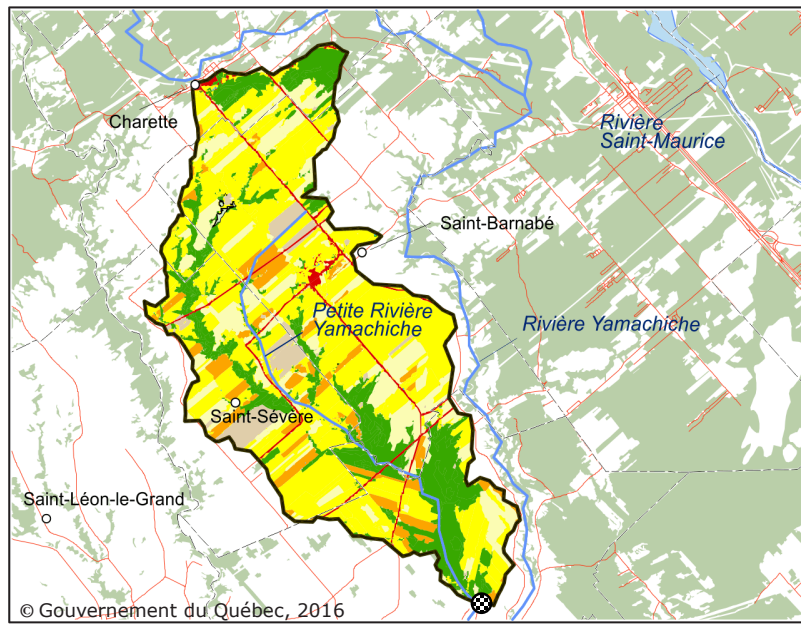 Charette
Rivière
Saint-Maurice
Saint-Barnabé
Petite Rivière
Yamachiche
Rivière Yamachiche
Saint-Sévère
Saint-Léon-le-Grand
© Gouvernement du Québec, 2016